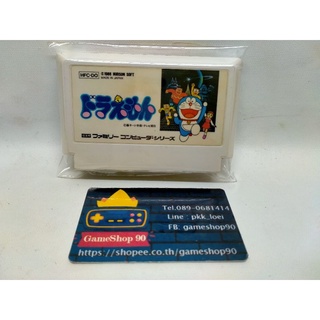 HFC-DO
© 1986 HUDSON SOFT
MADE IN JAPAN
ドラえもん
ファミリー コンピュータ・シリーズ
Tel.089-0681414
Line : pkk_loei
FB: gameshop90
GameShop 90
https://shopee.co.th/gameshop90